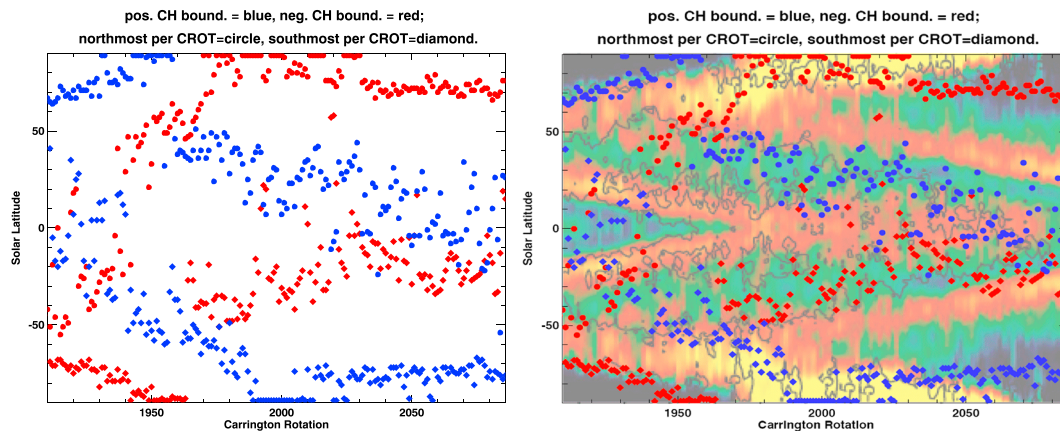 pos. CH bound. = blue, neg. CH bound. = red;
northmost per CROT=circle, southmost per CROT=diamond.
50
0
-50
Solar Latitude
1950
2000
2050
Carrington Rotation
pos. CH bound. = blue, neg. CH bound. = red;
northmost per CROT=circle, southmost per CROT=diamond.
50
0
-50
Solar Latitude
1950
2000
2050
Carrington Rotation